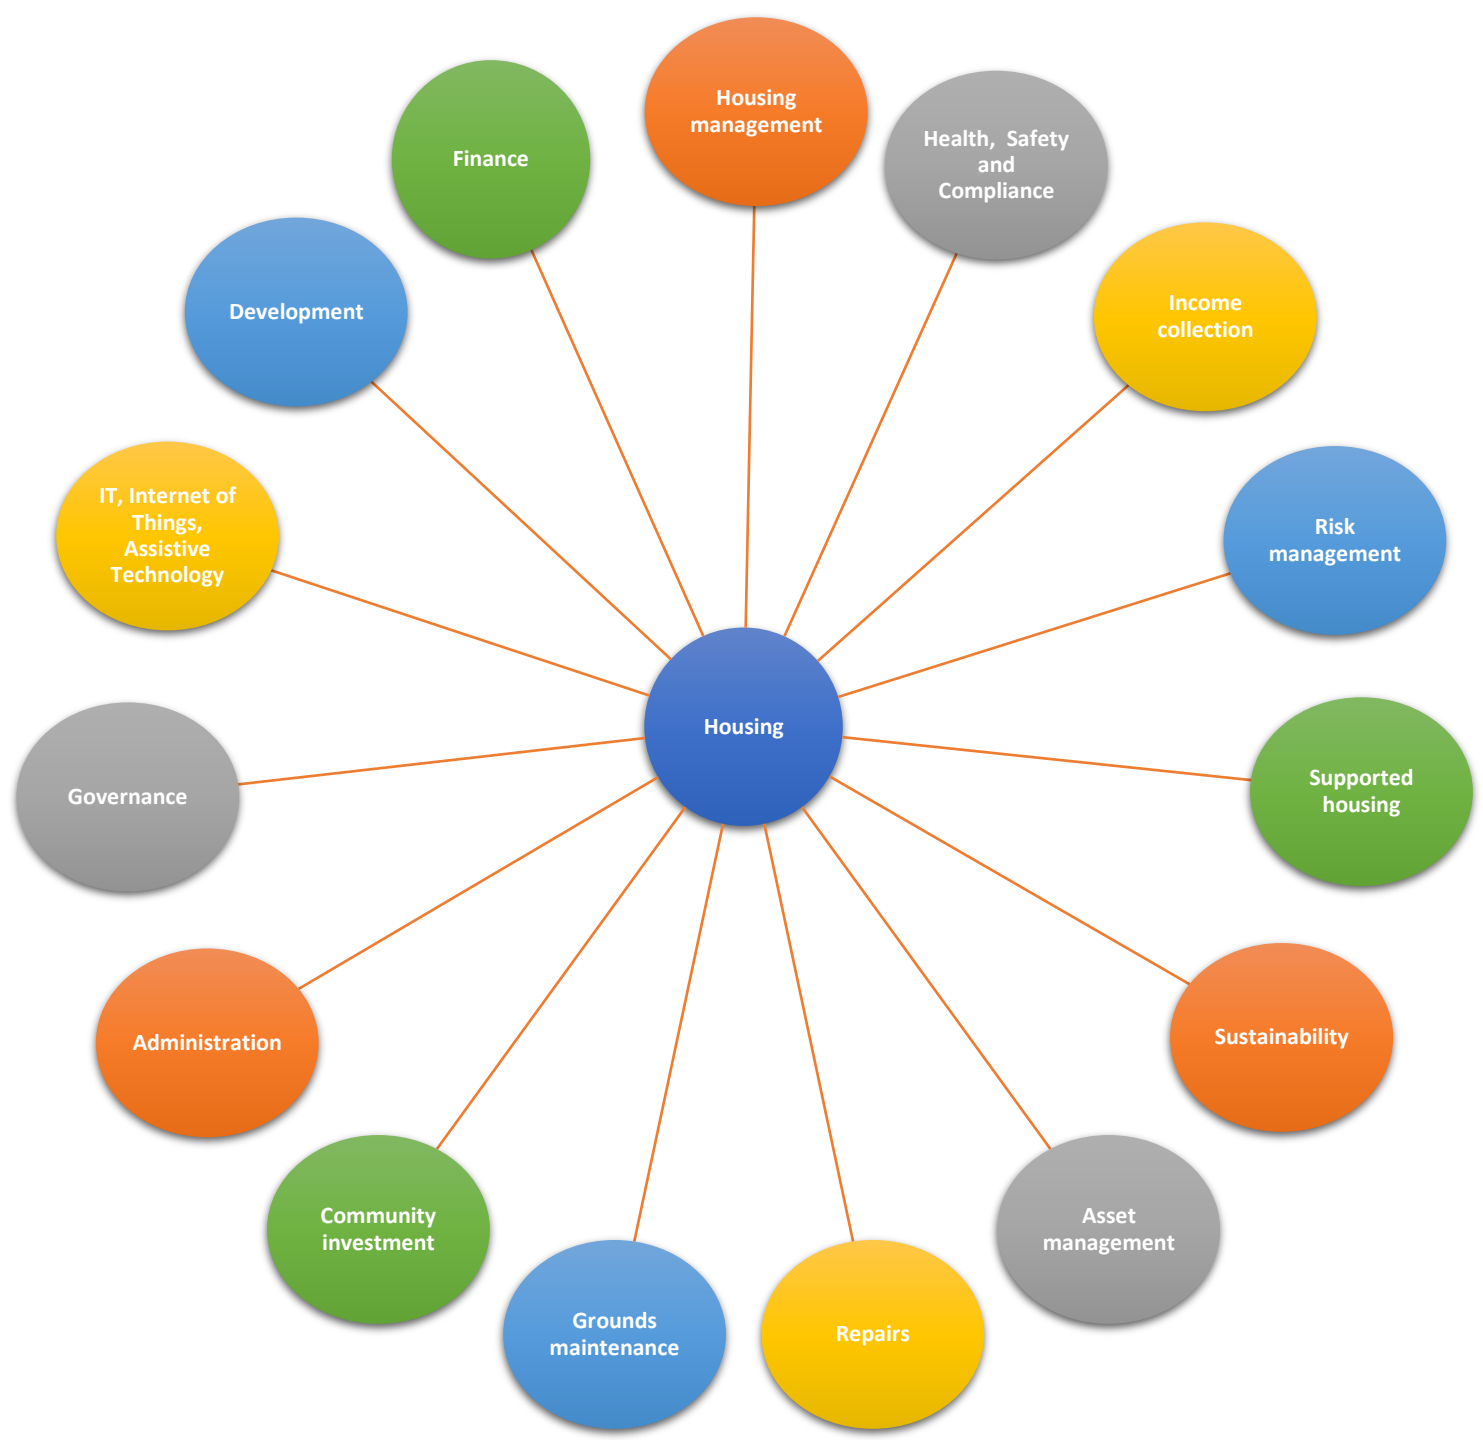 Housing
management
Health,  Safety
and
Compliance
Income
collection
Risk
management
Supported
housing
Sustainability
Asset
management
Repairs
Grounds
maintenance
Community
investment
Administration
Governance
IT, Internet of
Things,
Assistive
Technology
Development
Finance
Housing